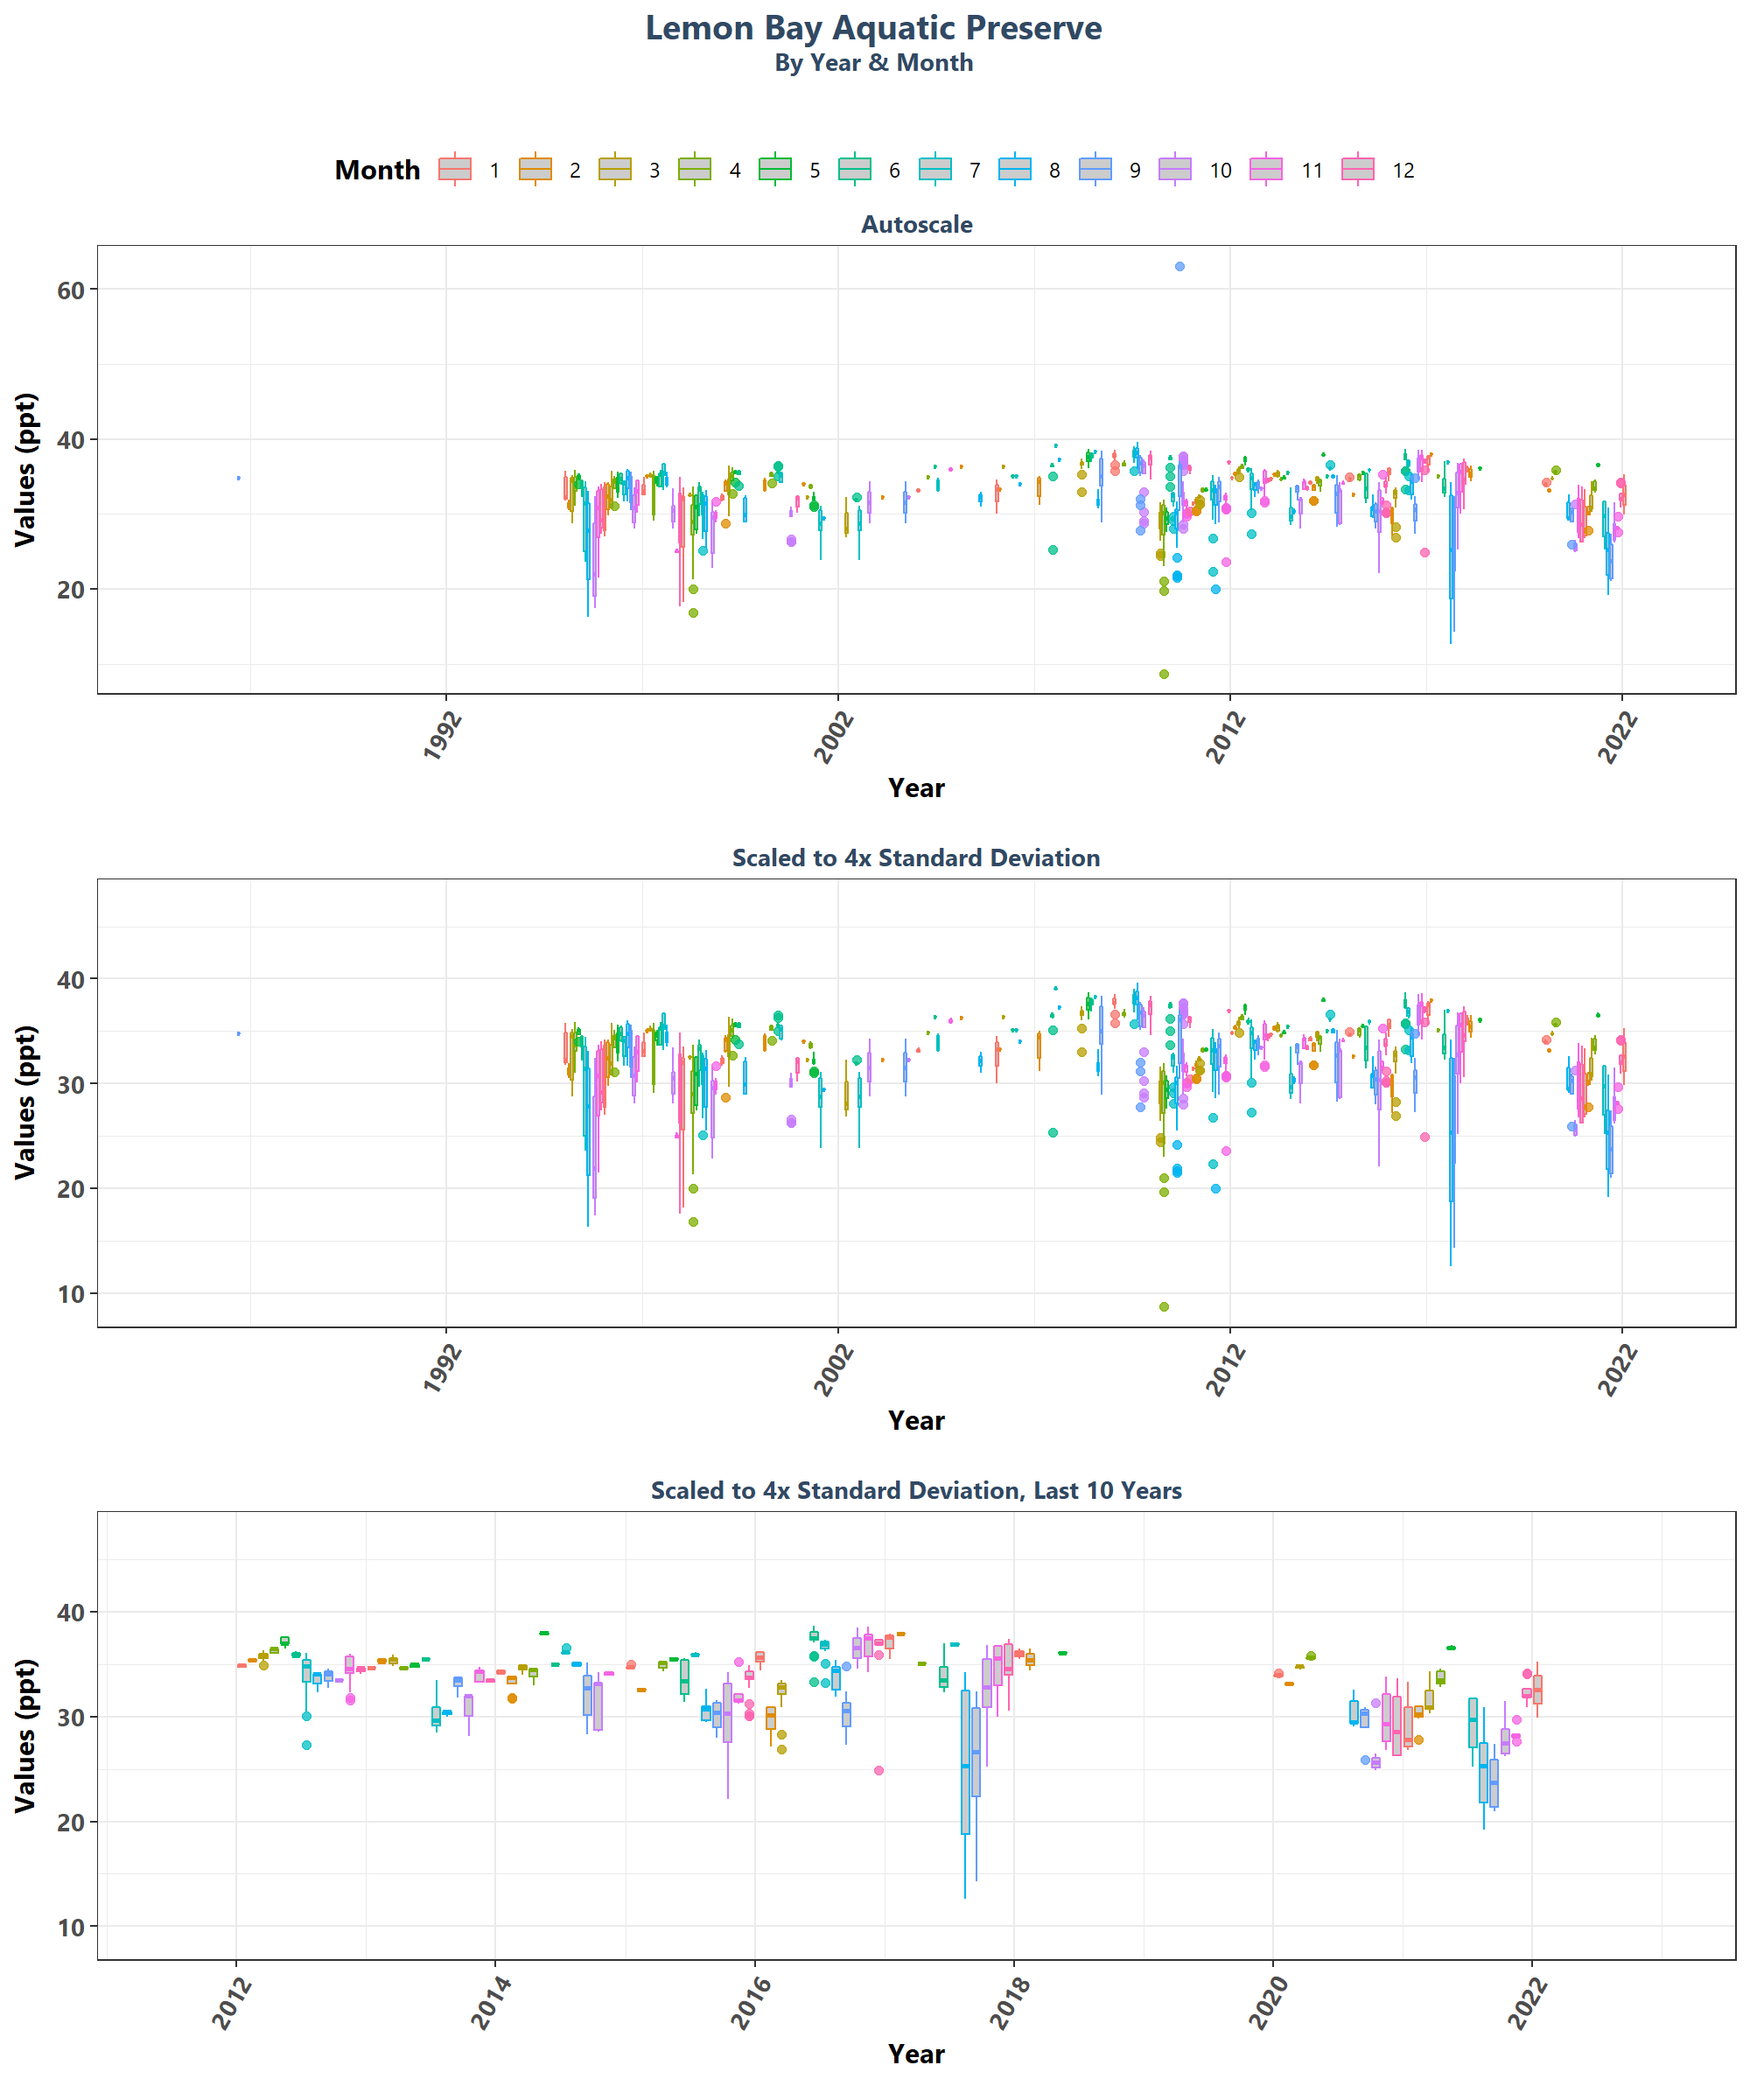 Lemon Bay Aquatic Preserve
By Year & Month
Month 1 2 3 4 5 6 7 8 9 10 11 12
Autoscale
Values (ppt)
60
40
20
1992 2002 2012 2022
Year
Scaled to 4x Standard Deviation
Values (ppt)
40
30
20
10
1992 2002 2012 2022
Year
Scaled to 4x Standard Deviation, Last 10 Years
Values (ppt)
40
30
20
10
2012 2014 2016 2018 2020 2022
Year